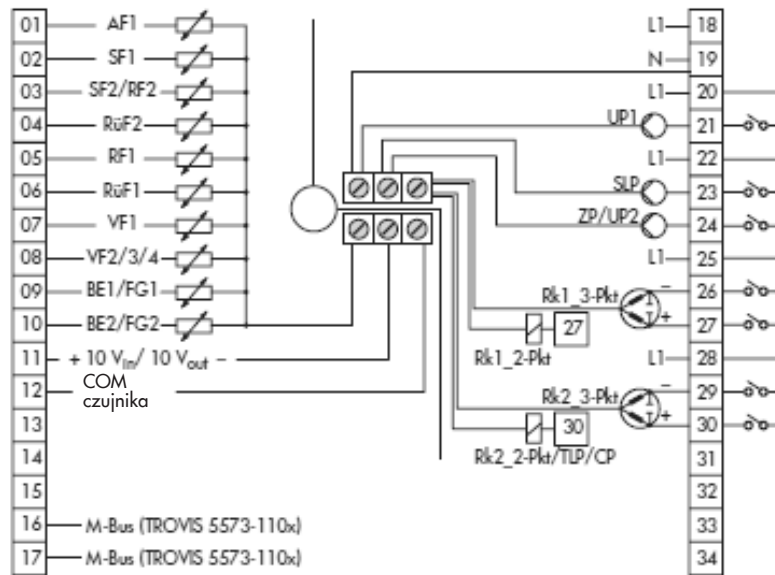 01 AF1
02 SF1
03 SF2/RF2
04 RüF2
05 RF1
06 RüF1
07 VF1
08 VF2/3/4
09 BE1/FG1
10 BE2/FG2
11 + 10 Vin/ 10 Vout −
12 COM
czujnika
13
14
15
16 M-Bus (TROVIS 5573-110x)
17 M-Bus (TROVIS 5573-110x)
L1 18
N 19
L1 20
UP1 21
L1 22
SLP 23
ZP/UP2 24
L1 25
Rk1_3-Pkt − 26
27 + 27
Rk1_2-Pkt
L1 28
Rk2_3-Pkt − 29
30 + 30
Rk2_2-Pkt/TLP/CP
31
32
33
34